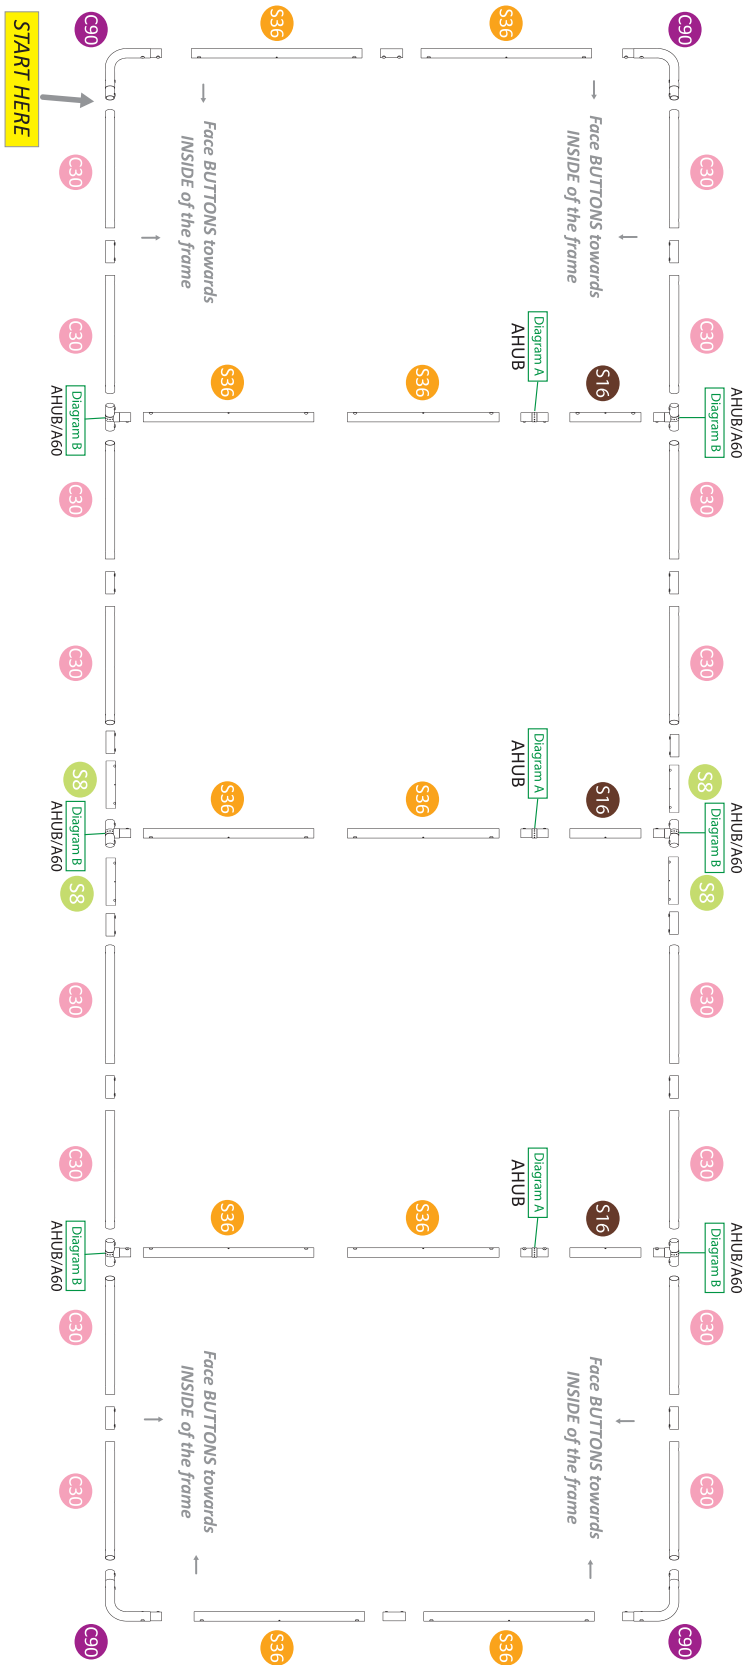 AHUB/A60
Diagram B
AHUB/A60
Diagram B
AHUB/A60
Diagram B
C90
C30
C30
C30
C30
S8
S8
C30
C30
C30
C30
C90
Face BUTTONS towards
INSIDE of the frame
S16
S16
S16
Face BUTTONS towards
INSIDE of the frame
Diagram A
AHUB
Diagram A
AHUB
Diagram A
AHUB
S36
S36
S36
S36
S36
S36
S36
S36
S36
S36
Face BUTTONS towards
INSIDE of the frame
Face BUTTONS towards
INSIDE of the frame
C90
C30
C30
C30
C30
S8
S8
C30
C30
C30
C30
C90
Diagram B
AHUB/A60
Diagram B
AHUB/A60
Diagram B
AHUB/A60
START HERE